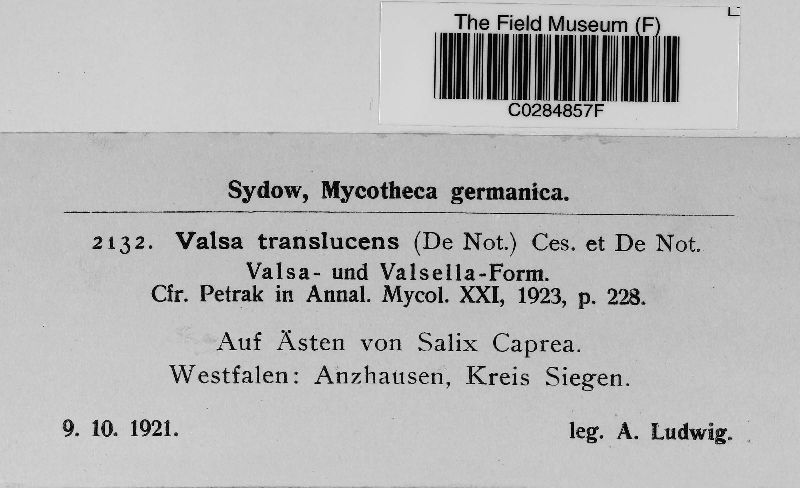 The Field Museum (F)
C0284857F
Sydow, Mycotheca germanica.
2132. Valsa translucens (De Not.) Ces. et De Not.
Valsa- und Valsella-Form.
Cfr. Petrak in Annal. Mycol. XXI, 1923, p. 228.
Auf Ästen von Salix Caprea.
Westfalen: Anzhausen, Kreis Siegen.
9. 10. 1921. leg. A. Ludwig.